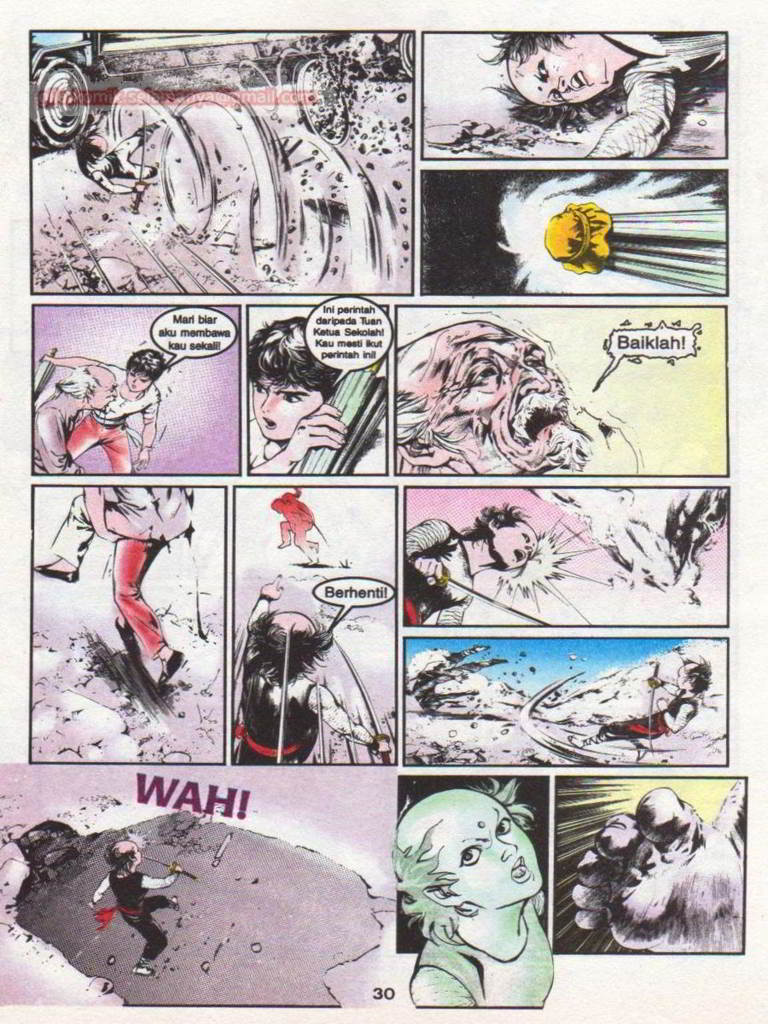 Mari biar
aku membawa
kau sekali!
Ini perintah
daripada Tuan
Ketua Sekolah!
Kau mesti ikut
perintah ini!
Baiklah!
Berhenti!
WAH!
30